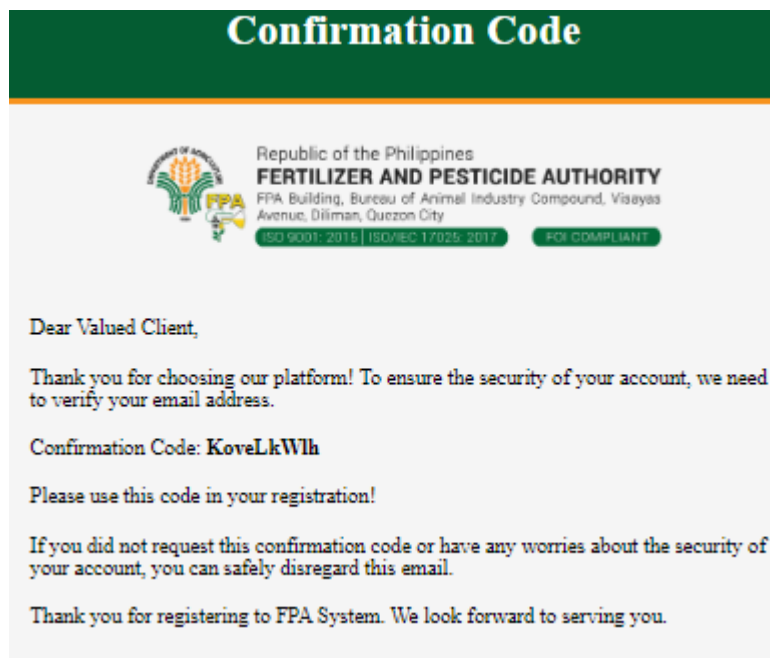 Confirmation Code
DEPARTMENT OF AGRICULTURE
FPA
Republic of the Philippines
FERTILIZER AND PESTICIDE AUTHORITY
FPA Building, Bureau of Animal Industry Compound, Visayas
Avenue, Diliman, Quezon City
ISO 9001: 2015 | ISO/IEC 17025: 2017 FOI COMPLIANT
Dear Valued Client,
Thank you for choosing our platform! To ensure the security of your account, we need
to verify your email address.
Confirmation Code: KoveLkWlh
Please use this code in your registration!
If you did not request this confirmation code or have any worries about the security of
your account, you can safely disregard this email.
Thank you for registering to FPA System. We look forward to serving you.